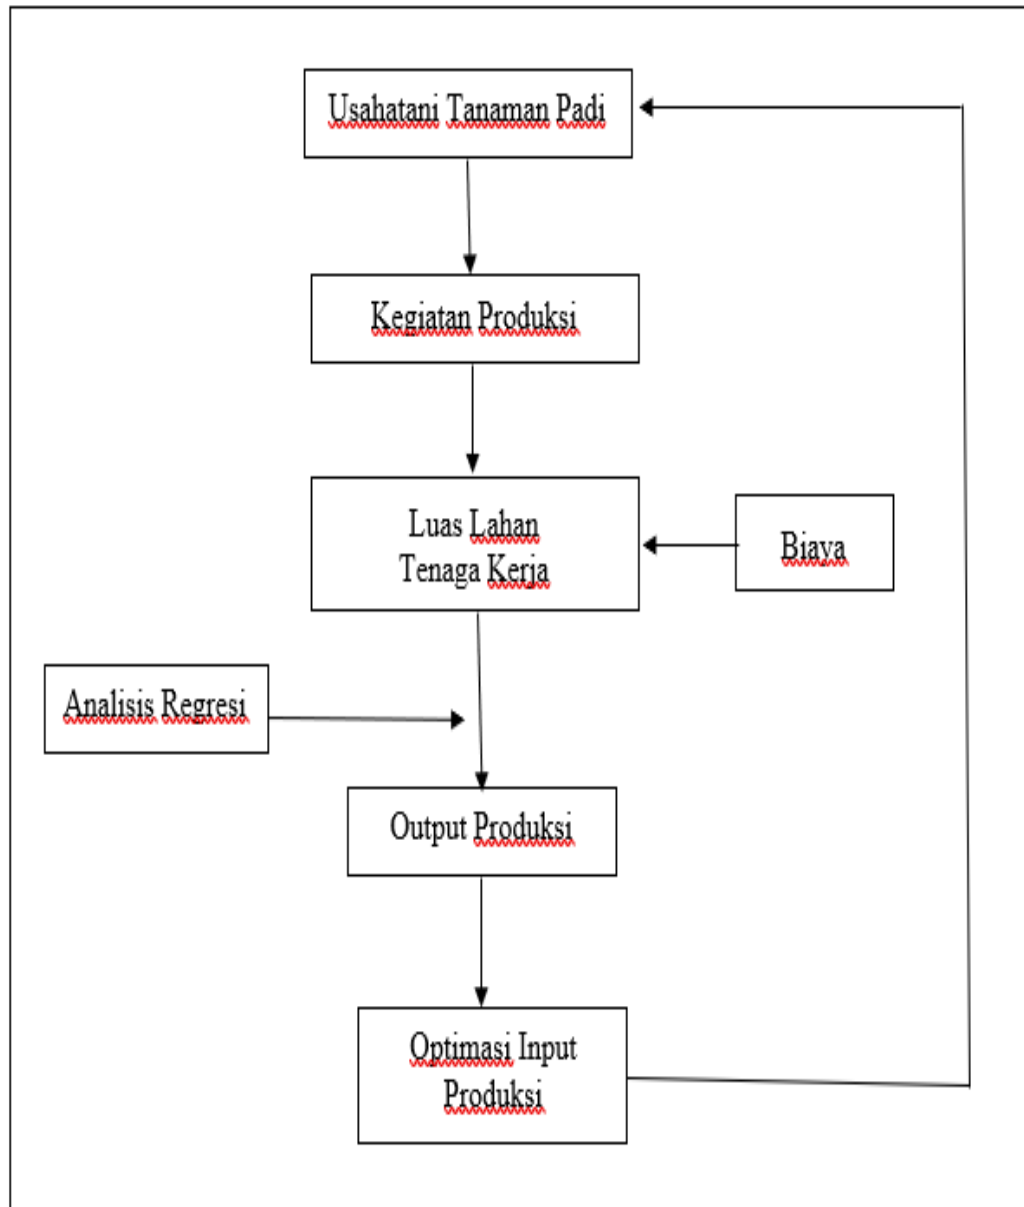 Usahatani Tanaman Padi
Kegiatan Produksi
Luas Lahan
Tenaga Kerja
Biaya
Analisis Regresi
Output Produksi
Optimasi Input
Produksi